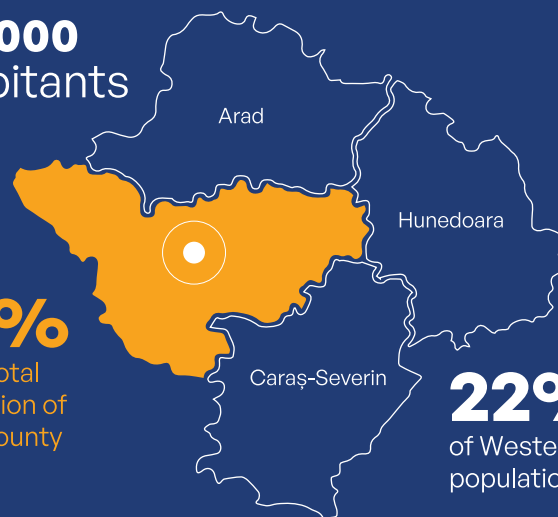 000
bitants
Arad
Hunedoara
%
otal
ion of
ounty
Caraș-Severin
22%
of Weste
populatio